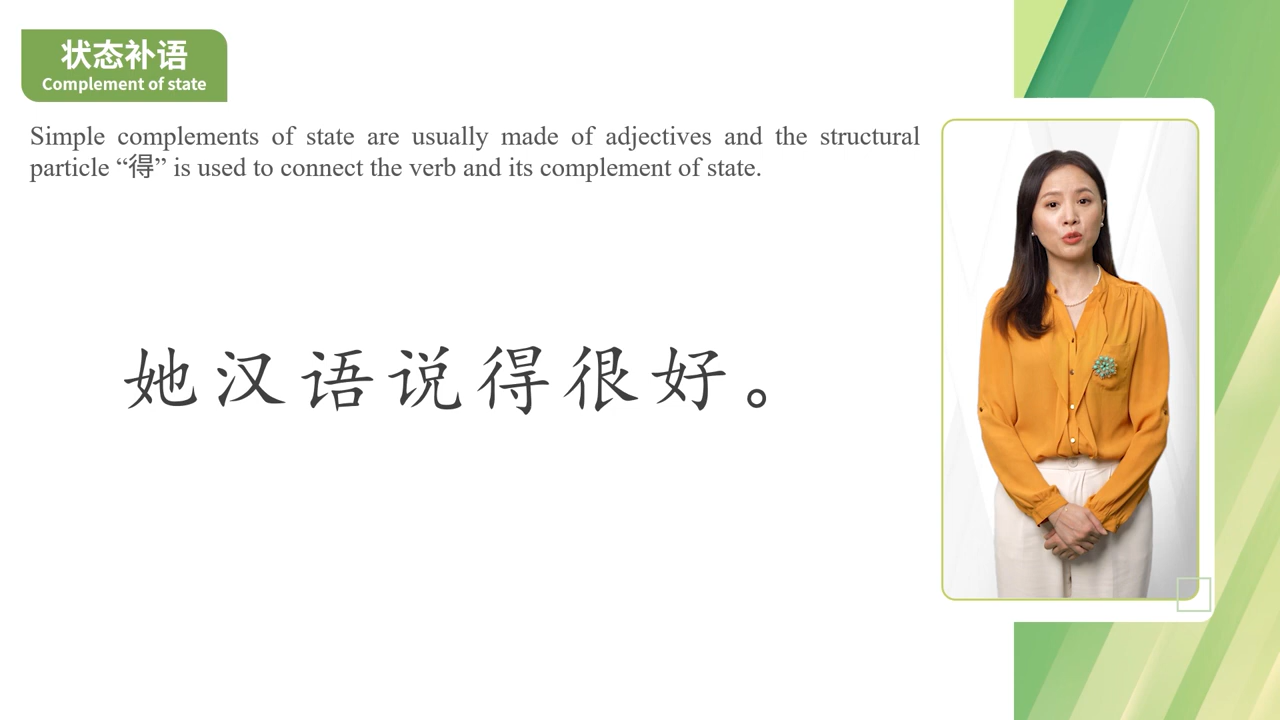 状态补语
Complement of state
Simple complements of state are usually made of adjectives and the structural
particle “得” is used to connect the verb and its complement of state.
她汉语说得很好。